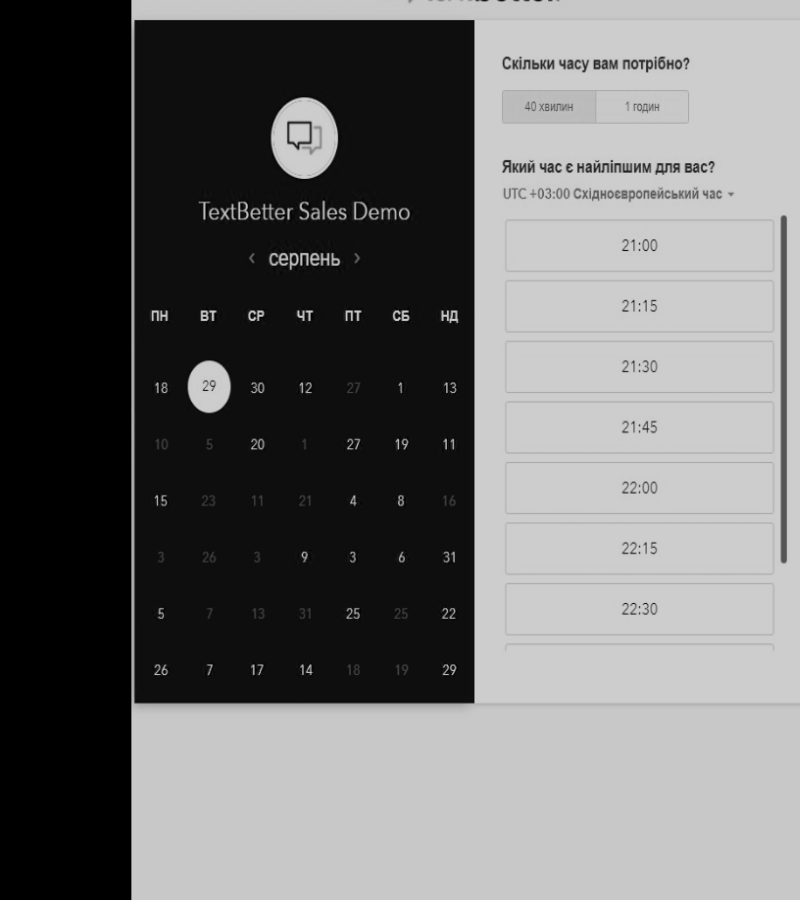 TextBetter Sales Demo
‹ серпень ›
ПН ВТ СР ЧТ ПТ СБ НД
18 29 30 12 27 1 13
10 5 20 1 27 19 11
15 23 11 21 4 8 16
3 26 3 9 3 6 31
5 7 13 31 25 25 22
26 7 17 14 18 19 29
Скільки часу вам потрібно?
40 хвилин 1 годин
Який час є найліпшим для вас?
UTC +03:00 Східноєвропейський час
21:00
21:15
21:30
21:45
22:00
22:15
22:30